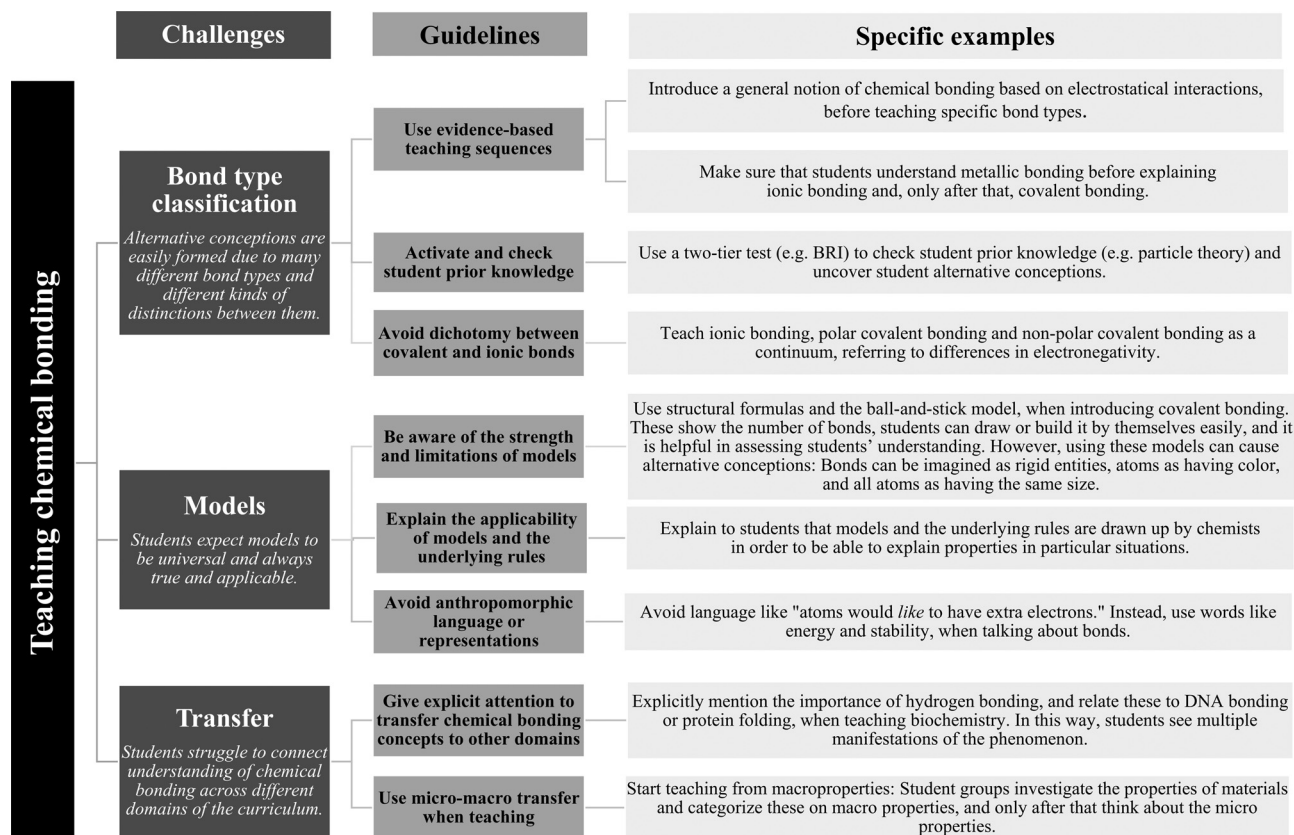 Challenges
Guidelines
Specific examples
Teaching chemical bonding
Bond type
classification
Alternative conceptions are
easily formed due to many
different bond types and
different kinds of
distinctions between them.
Use evidence-based
teaching sequences
Introduce a general notion of chemical bonding based on electrostatical interactions,
before teaching specific bond types.
Make sure that students understand metallic bonding before explaining
ionic bonding and, only after that, covalent bonding.
Activate and check
student prior knowledge
Use a two-tier test (e.g. BRI) to check student prior knowledge (e.g. particle theory) and
uncover student alternative conceptions.
Avoid dichotomy between
covalent and ionic bonds
Teach ionic bonding, polar covalent bonding and non-polar covalent bonding as a
continuum, referring to differences in electronegativity.
Models
Students expect models to
be universal and always
true and applicable.
Be aware of the strength
and limitations of models
Use structural formulas and the ball-and-stick model, when introducing covalent bonding.
These show the number of bonds, students can draw or build it by themselves easily, and it
is helpful in assessing students’ understanding. However, using these models can cause
alternative conceptions: Bonds can be imagined as rigid entities, atoms as having color,
and all atoms as having the same size.
Explain the applicability
of models and the
underlying rules
Explain to students that models and the underlying rules are drawn up by chemists
in order to be able to explain properties in particular situations.
Avoid anthropomorphic
language or
representations
Avoid language like "atoms would like to have extra electrons." Instead, use words like
energy and stability, when talking about bonds.
Transfer
Students struggle to connect
understanding of chemical
bonding across different
domains of the curriculum.
Give explicit attention to
transfer chemical bonding
concepts to other domains
Explicitly mention the importance of hydrogen bonding, and relate these to DNA bonding
or protein folding, when teaching biochemistry. In this way, students see multiple
manifestations of the phenomenon.
Use micro-macro transfer
when teaching
Start teaching from macroproperties: Student groups investigate the properties of materials
and categorize these on macro properties, and only after that think about the micro
properties.